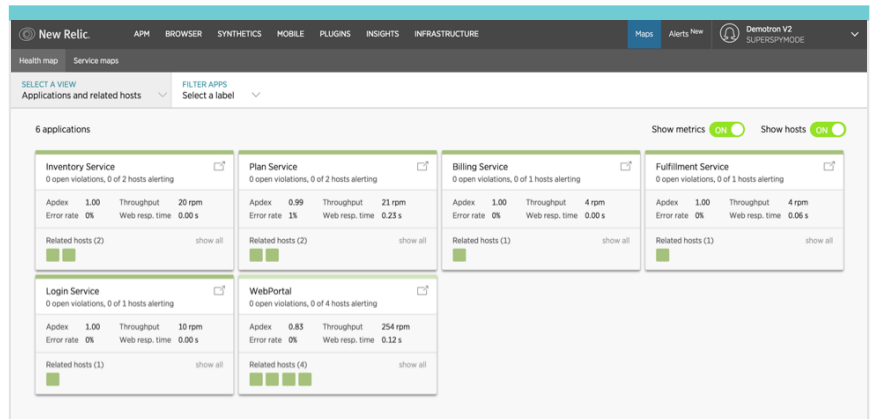 New Relic. APM BROWSER SYNTHETICS MOBILE PLUGINS INSIGHTS INFRASTRUCTURE Maps Alerts New Demotron V2
SUPERSPYMODE
Health map Service maps
SELECT A VIEW FILTER APPS
Applications and related hosts Select a label
6 applications Show metrics ON Show hosts ON
Inventory Service
0 open violations, 0 of 2 hosts alerting
Apdex 1.00 Throughput 20 rpm
Error rate 0% Web resp. time 0.00 s
Related hosts (2) show all
Plan Service
0 open violations, 0 of 2 hosts alerting
Apdex 0.99 Throughput 21 rpm
Error rate 1% Web resp. time 0.23 s
Related hosts (2) show all
Billing Service
0 open violations, 0 of 1 hosts alerting
Apdex 1.00 Throughput 4 rpm
Error rate 0% Web resp. time 0.00 s
Related hosts (1) show all
Fulfillment Service
0 open violations, 0 of 1 hosts alerting
Apdex 1.00 Throughput 4 rpm
Error rate 0% Web resp. time 0.06 s
Related hosts (1) show all
Login Service
0 open violations, 0 of 1 hosts alerting
Apdex 1.00 Throughput 10 rpm
Error rate 0% Web resp. time 0.00 s
Related hosts (1) show all
WebPortal
0 open violations, 0 of 4 hosts alerting
Apdex 0.83 Throughput 254 rpm
Error rate 0% Web resp. time 0.12 s
Related hosts (4) show all